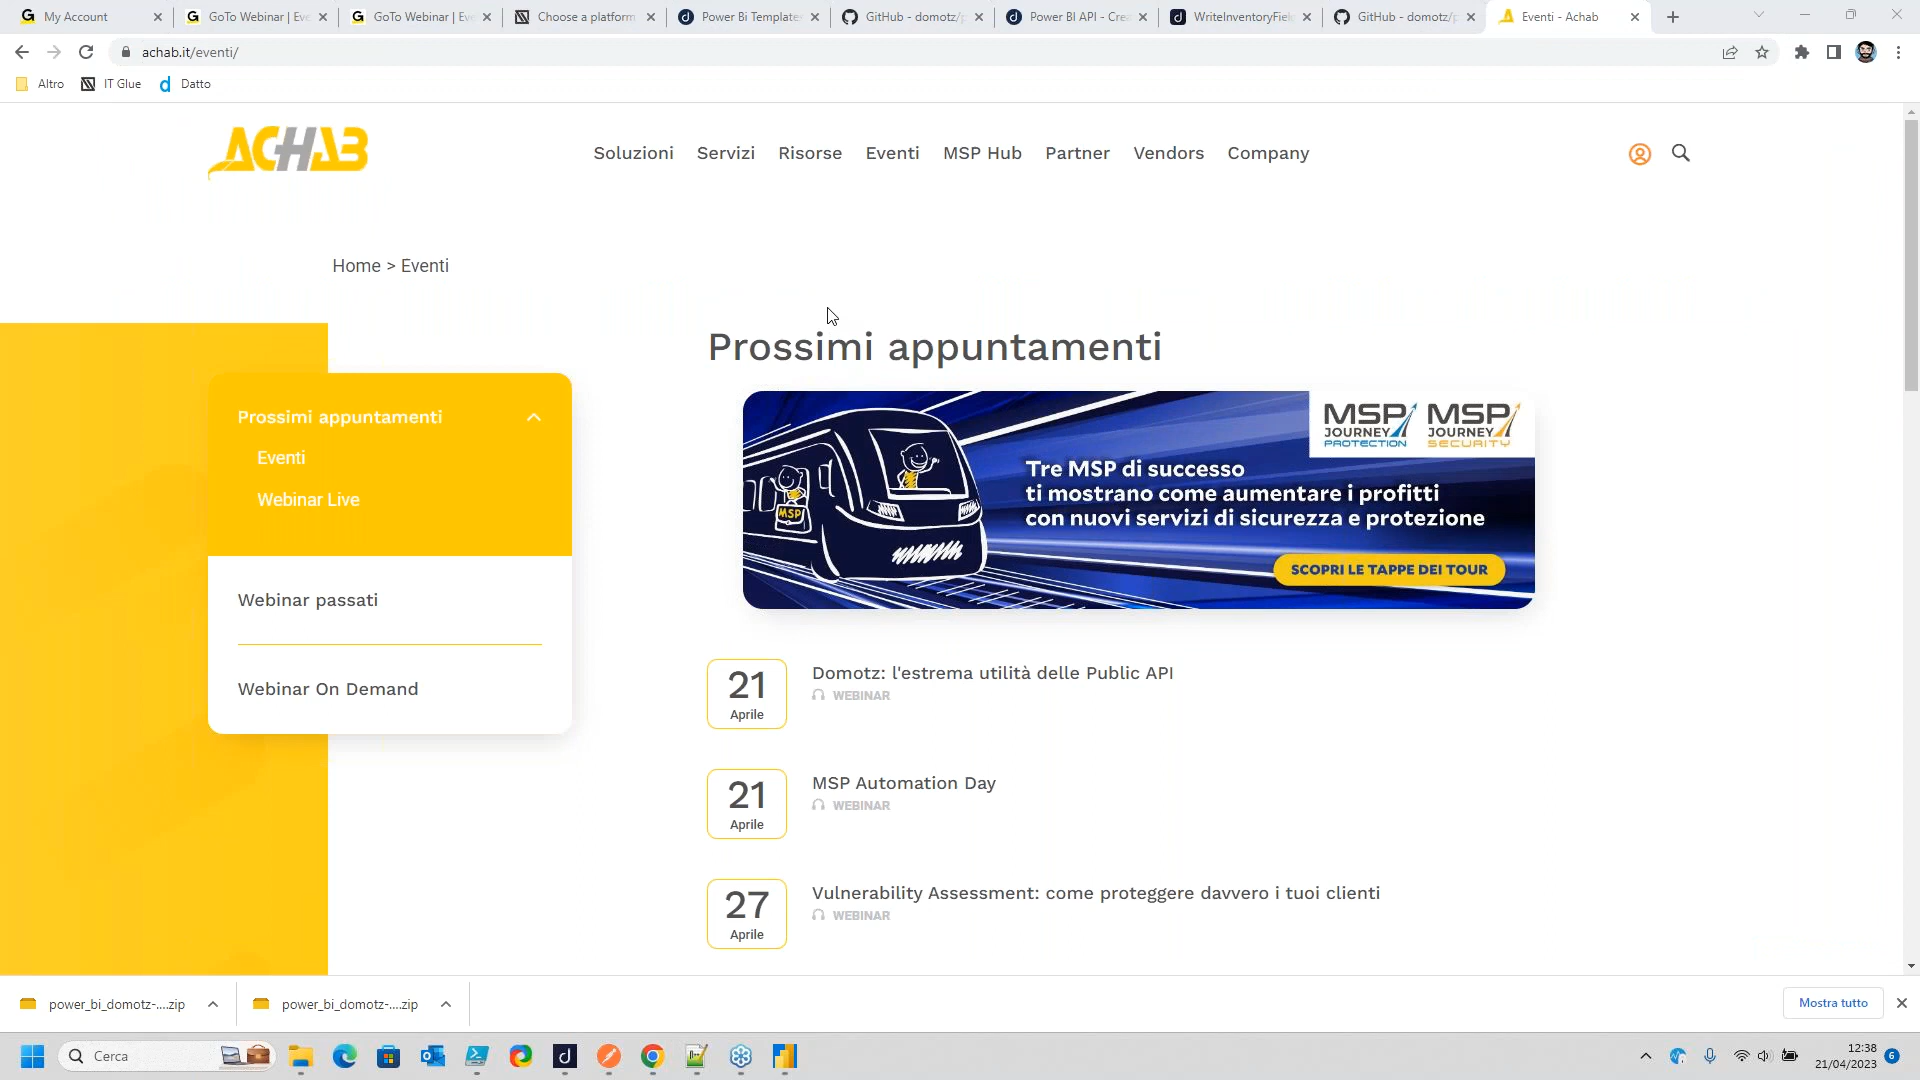 My Account
GoTo Webinar | Eve
GoTo Webinar | Eve
Choose a platform
Power Bi Templates
GitHub - domotz/p
Power BI API - Crea
WriteInventoryField
GitHub - domotz/p
Eventi - Achab
achab.it/eventi/
Altro
IT Glue
Datto
ACHAB
Soluzioni
Servizi
Risorse
Eventi
MSP Hub
Partner
Vendors
Company
Home > Eventi
Prossimi appuntamenti
Prossimi appuntamenti
Eventi
Webinar Live
Webinar passati
Webinar On Demand
MSP
JOURNEY
PROTECTION
MSP
JOURNEY
SECURITY
MSP
Tre MSP di successo
ti mostrano come aumentare i profitti
con nuovi servizi di sicurezza e protezione
SCOPRI LE TAPPE DEI TOUR
21
Aprile
Domotz: l'estrema utilità delle Public API
WEBINAR
21
Aprile
MSP Automation Day
WEBINAR
27
Aprile
Vulnerability Assessment: come proteggere davvero i tuoi clienti
WEBINAR
power_bi_domotz-....zip
power_bi_domotz-....zip
Mostra tutto
Cerca
12:38
21/04/2023
6